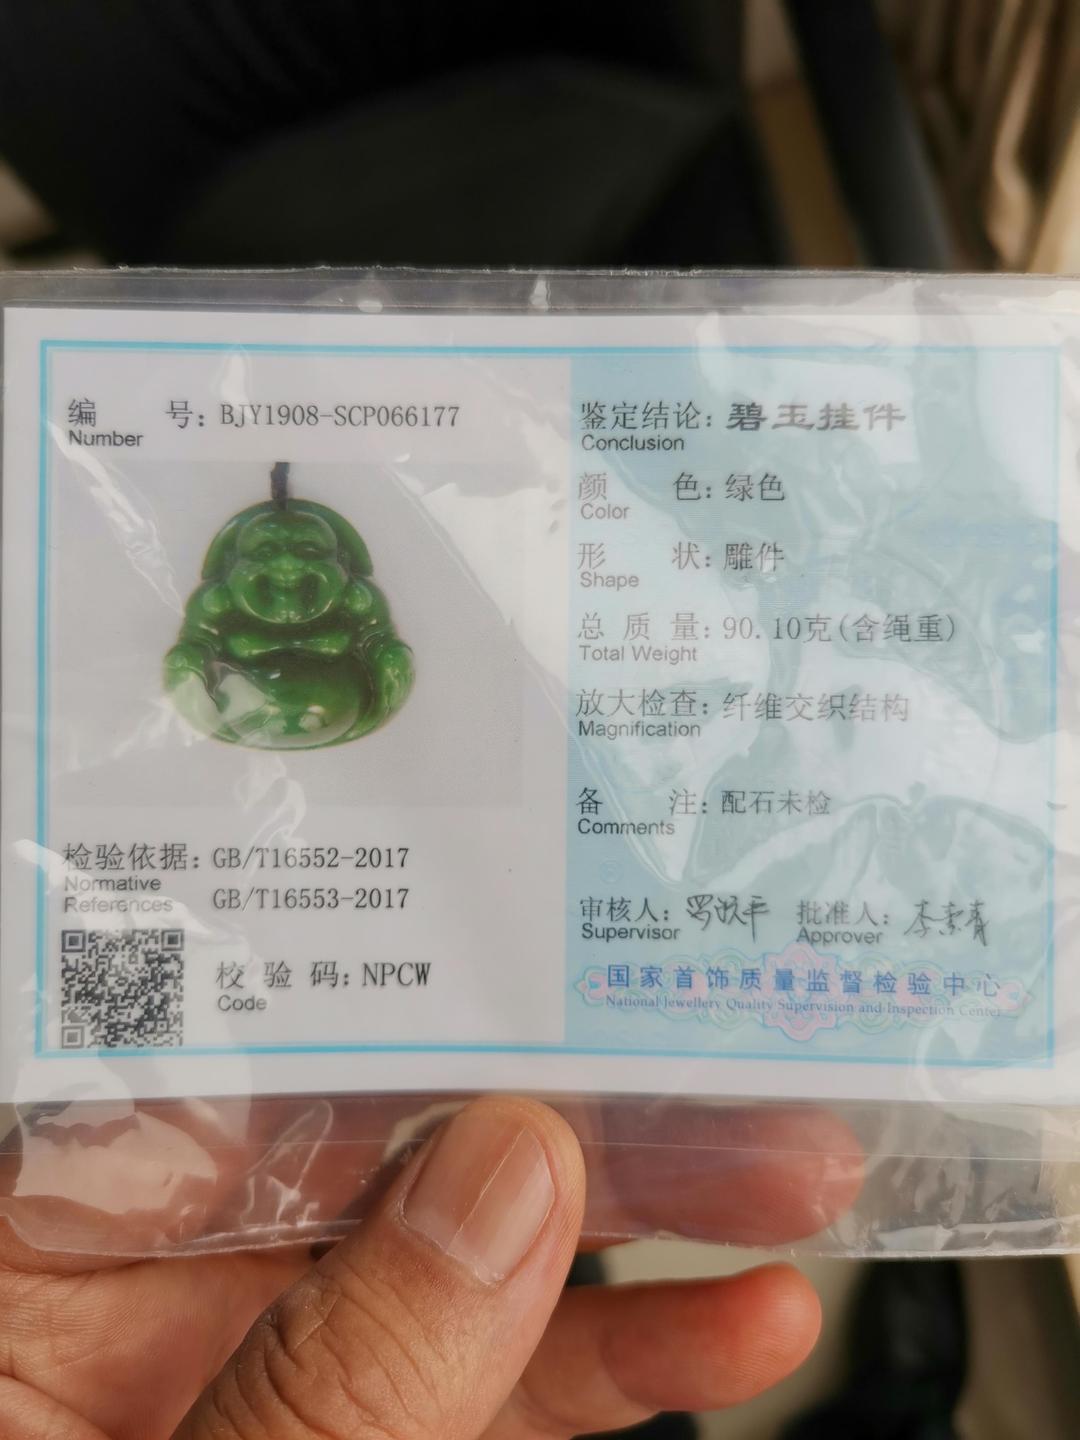 编 号: BJY1908-SCP066177
Number
检验依据: GB/T16552-2017
Normative
References GB/T16553-2017
校 验 码: NPCW
Code
鉴定结论: 碧玉挂件
Conclusion
颜 色: 绿色
Color
形 状: 雕件
Shape
总 质 量: 90.10克(含绳重)
Total Weight
放大检查: 纤维交织结构
Magnification
备 注: 配石未检
Comments
审核人: 批准人: 李素青
Supervisor Approver
国家首饰质量监督检验中心
National Jewellery Quality Supervision and Inspection Center